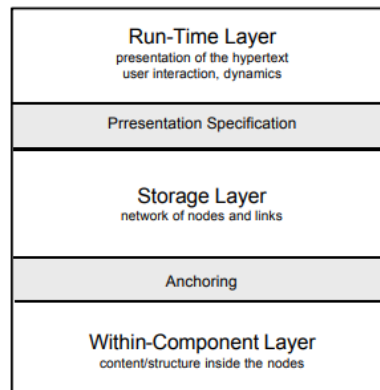 Run-Time Layer
presentation of the hypertext
user interaction, dynamics
Prresentation Specification
Storage Layer
network of nodes and links
Anchoring
Within-Component Layer
content/structure inside the nodes